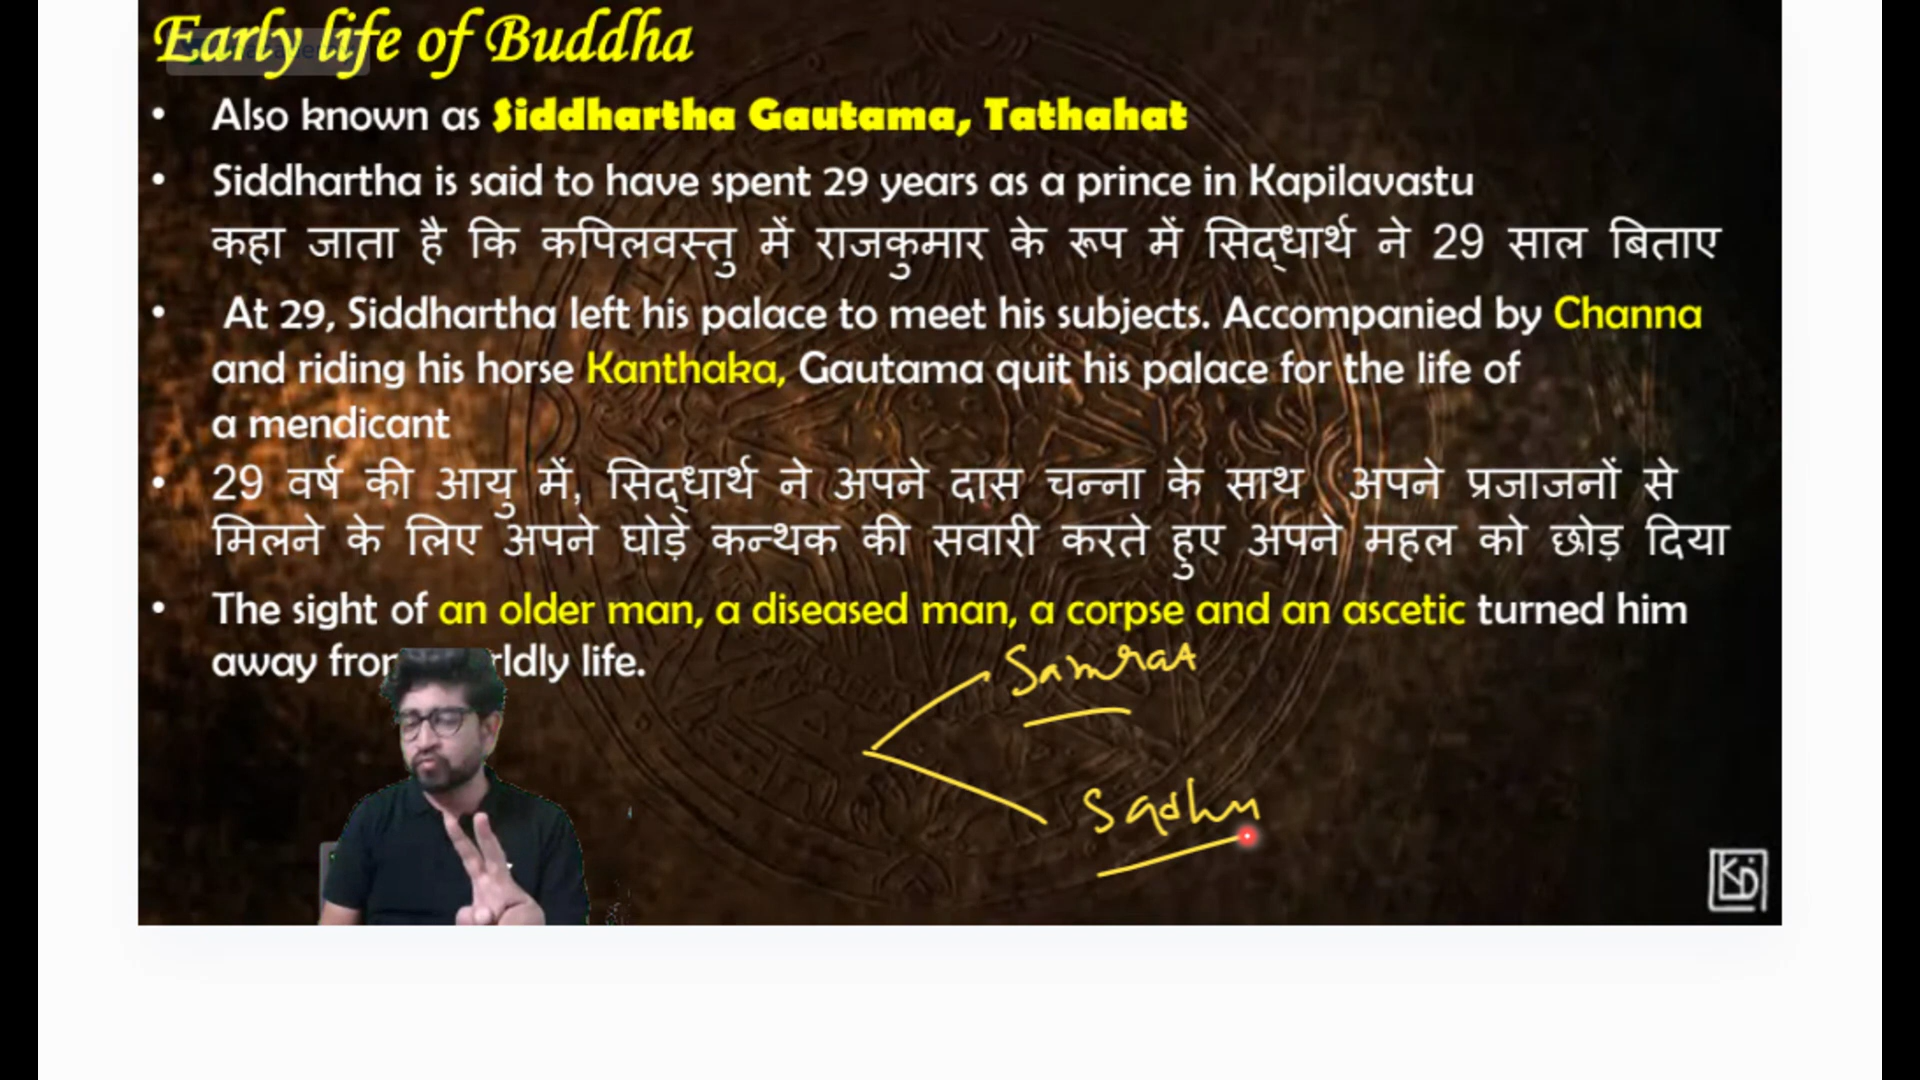 Early life of Buddha
• Also known as Siddhartha Gautama, Tathahat
• Siddhartha is said to have spent 29 years as a prince in Kapilavastu
कहा जाता है कि कपिलवस्तु में राजकुमार के रूप में सिद्धार्थ ने 29 साल बिताए
• At 29, Siddhartha left his palace to meet his subjects. Accompanied by Channa
and riding his horse Kanthaka, Gautama quit his palace for the life of
a mendicant
• 29 वर्ष की आयु में, सिद्धार्थ ने अपने दास चन्ना के साथ अपने प्रजाजनों से
मिलने के लिए अपने घोड़े कन्थक की सवारी करते हुए अपने महल को छोड़ दिया
• The sight of an older man, a diseased man, a corpse and an ascetic turned him
away life.
Samrat
Sadhu
KD